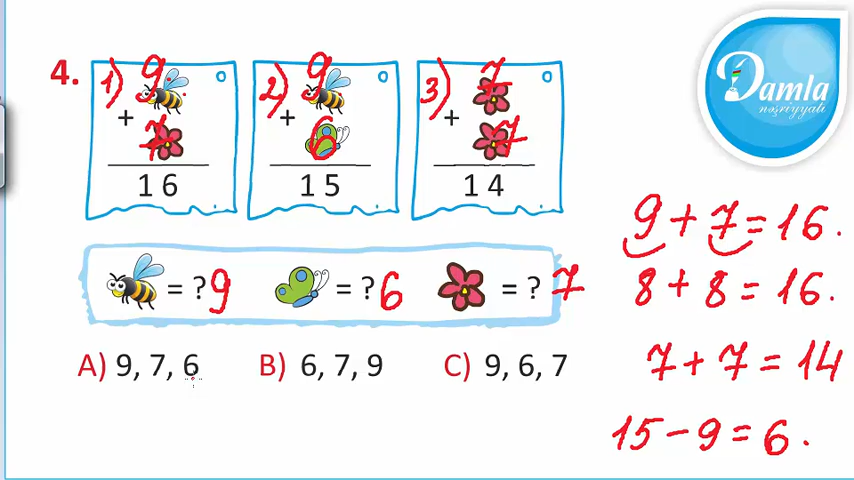 4.
1) 9 + 7 16
2) 9 + 6 15
3) 7 + 7 14
= ? 9 = ? 6 = ? 7
A) 9, 7, 6 B) 6, 7, 9 C) 9, 6, 7
Damla
nəşriyyatı
9 + 7 = 16.
8 + 8 = 16.
7 + 7 = 14
15 - 9 = 6.